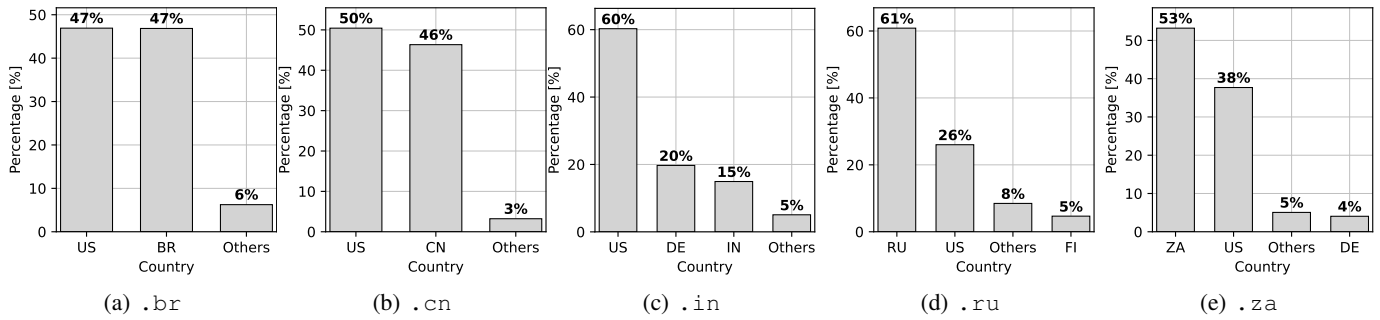 50
40
30
20
10
0
Percentage [%]
47%
47%
6%
US BR Others
Country
(a) .br
50
40
30
20
10
0
Percentage [%]
50%
46%
3%
US CN Others
Country
(b) .cn
60
40
20
0
Percentage [%]
60%
20%
15%
5%
US DE IN Others
Country
(c) .in
60
40
20
0
Percentage [%]
61%
26%
8%
5%
RU US Others FI
Country
(d) .ru
50
40
30
20
10
0
Percentage [%]
53%
38%
5%
4%
ZA US Others DE
Country
(e) .za